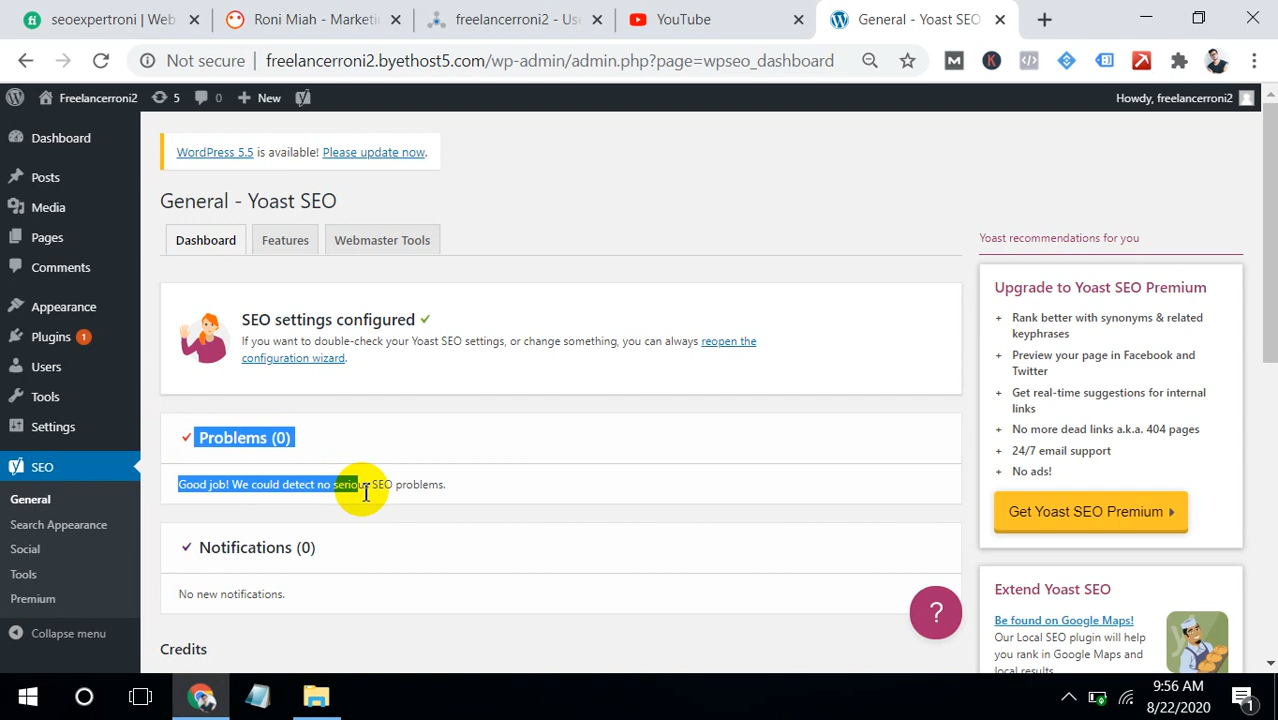 seoexpertroni | Web
Roni Miah - Marketi
freelancerroni2 - Use
YouTube
General - Yoast SEO
Not secure
freelancerroni2.byethost5.com/wp-admin/admin.php?page=wpseo_dashboard
Freelancerroni2
5
0
New
Howdy, freelancerroni2
Dashboard
Posts
Media
Pages
Comments
Appearance
Plugins 1
Users
Tools
Settings
SEO
General
Search Appearance
Social
Tools
Premium
Collapse menu
WordPress 5.5 is available! Please update now.
General - Yoast SEO
Dashboard
Features
Webmaster Tools
SEO settings configured
If you want to double-check your Yoast SEO settings, or change something, you can always reopen the
configuration wizard.
Problems (0)
Good job! We could detect no serious SEO problems.
Notifications (0)
No new notifications.
Credits
Yoast recommendations for you
Upgrade to Yoast SEO Premium
+ Rank better with synonyms & related
keyphrases
+ Preview your page in Facebook and
Twitter
+ Get real-time suggestions for internal
links
+ No more dead links a.k.a. 404 pages
+ 24/7 email support
+ No ads!
Get Yoast SEO Premium
Extend Yoast SEO
Be found on Google Maps!
Our Local SEO plugin will help
you rank in Google Maps and
local results.
?
9:56 AM
8/22/2020
1